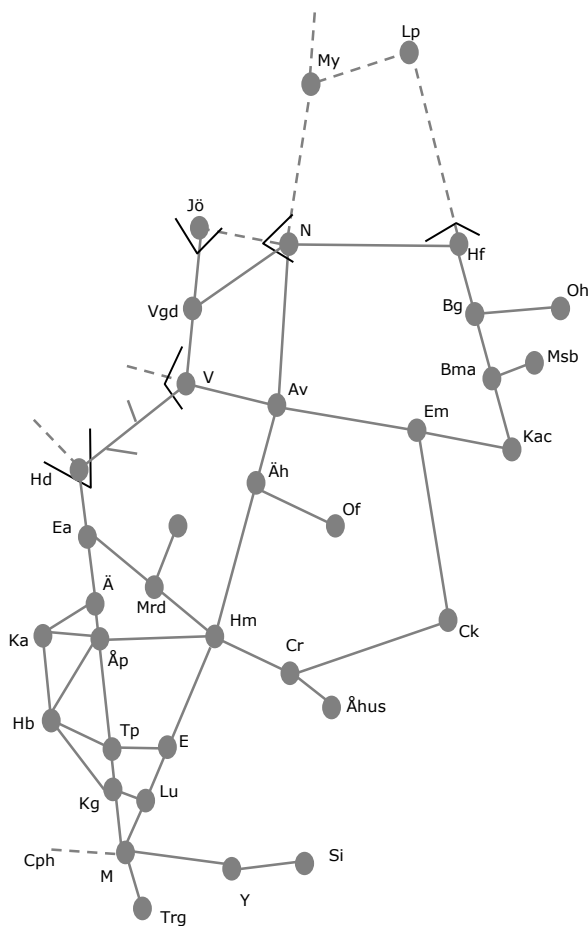 Lp
My
Jö
N
Hf
Oh
Bg
Vgd
Msb
Bma
V
Av
Em
Kac
Hd
Äh
Of
Ea
Ä
Mrd
Hm
Ck
Ka
Åp
Cr
Åhus
Hb
Tp
E
Lu
Kg
Cph
M
Si
Y
Trg